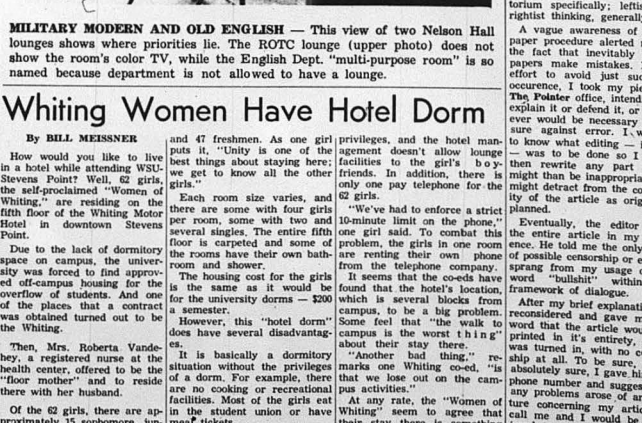 MILITARY MODERN AND OLD ENGLISH — This view of two Nelson Hall
lounges shows where priorities lie. The ROTC lounge (upper photo) does not
show the room's color TV, while the English Dept. "multi-purpose room" is so
named because department is not allowed to have a lounge.
Whiting Women Have Hotel Dorm
By BILL MEISSNER
How would you like to live
in a hotel while attending WSU-
Stevens Point? Well, 62 girls,
the self-proclaimed "Women of
Whiting," are residing on the
fifth floor of the Whiting Motor
Hotel in downtown Stevens
Point.
Due to the lack of dormitory
space on campus, the univer-
sity was forced to find approv-
ed off-campus housing for the
overflow of students. And one
of the places that a contract
was obtained turned out to be
the Whiting.
Then, Mrs. Roberta Vande-
hey, a registered nurse at the
health center, offered to be the
"floor mother" and to reside
there with her husband.
Of the 62 girls, there are ap-
proximately 15 sophomore, jun-
and 47 freshmen. As one girl
puts it, "Unity is one of the
best things about staying here;
we get to know all the other
girls."
Each room size varies, and
there are some with four girls
per room, some with two and
several singles. The entire fifth
floor is carpeted and some of
the rooms have their own bath-
room and shower.
The housing cost for the girls
is the same as it would be
for the university dorms — $200
a semester.
However, this "hotel dorm"
does have several disadvantag-
es.
It is basically a dormitory
situation without the privileges
of a dorm. For example, there
are no cooking or recreational
facilities. Most of the girls eat
in the student union or have
meal tickets.
privileges, and the hotel man-
agement doesn't allow lounge
facilities to the girl's boy-
friends. In addition, there is
only one pay telephone for the
62 girls.
"We've had to enforce a strict
10-minute limit on the phone,"
one girl said. To combat this
problem, the girls in one room
are renting their own phone
from the telephone company.
It seems that the co-eds have
found that the hotel's location,
which is several blocks from
campus, to be a big problem.
Some feel that "the walk to
campus is the worst thing"
about their stay there.
"Another bad thing," re-
marks one Whiting co-ed, "is
that we lose out on the cam-
pus activities."
At any rate, the "Women of
Whiting" seem to agree that
their stay there is something
torium specifically; lefti
rightist thinking, general
A vague awareness of
paper procedure alerted
the fact that inevitably
papers make mistakes.
effort to avoid just suc
occurence, I took my pie
The Pointer office, intend
explain it or defend it, or
ever would be necessary
sure against error. I
to know what editing —
— was to be done so I
then rewrite any part
might than be inappropria
might detract from the co
ity of the article as orig
planned.
Eventually, the editor
the entire article in my
ence. He told me the only
of possible censorship or e
sprang from my usage
word "bullshit" within
framework of dialogue.
After my brief explanati
reconsidered and gave m
word that the article wou
printed in its entirety,
was turned in, with no c
ship at all. To be sure,
absolutely sure, I gave his
phone number and sugges
any problems arose of a
ture concerning my artic
call me and I would be